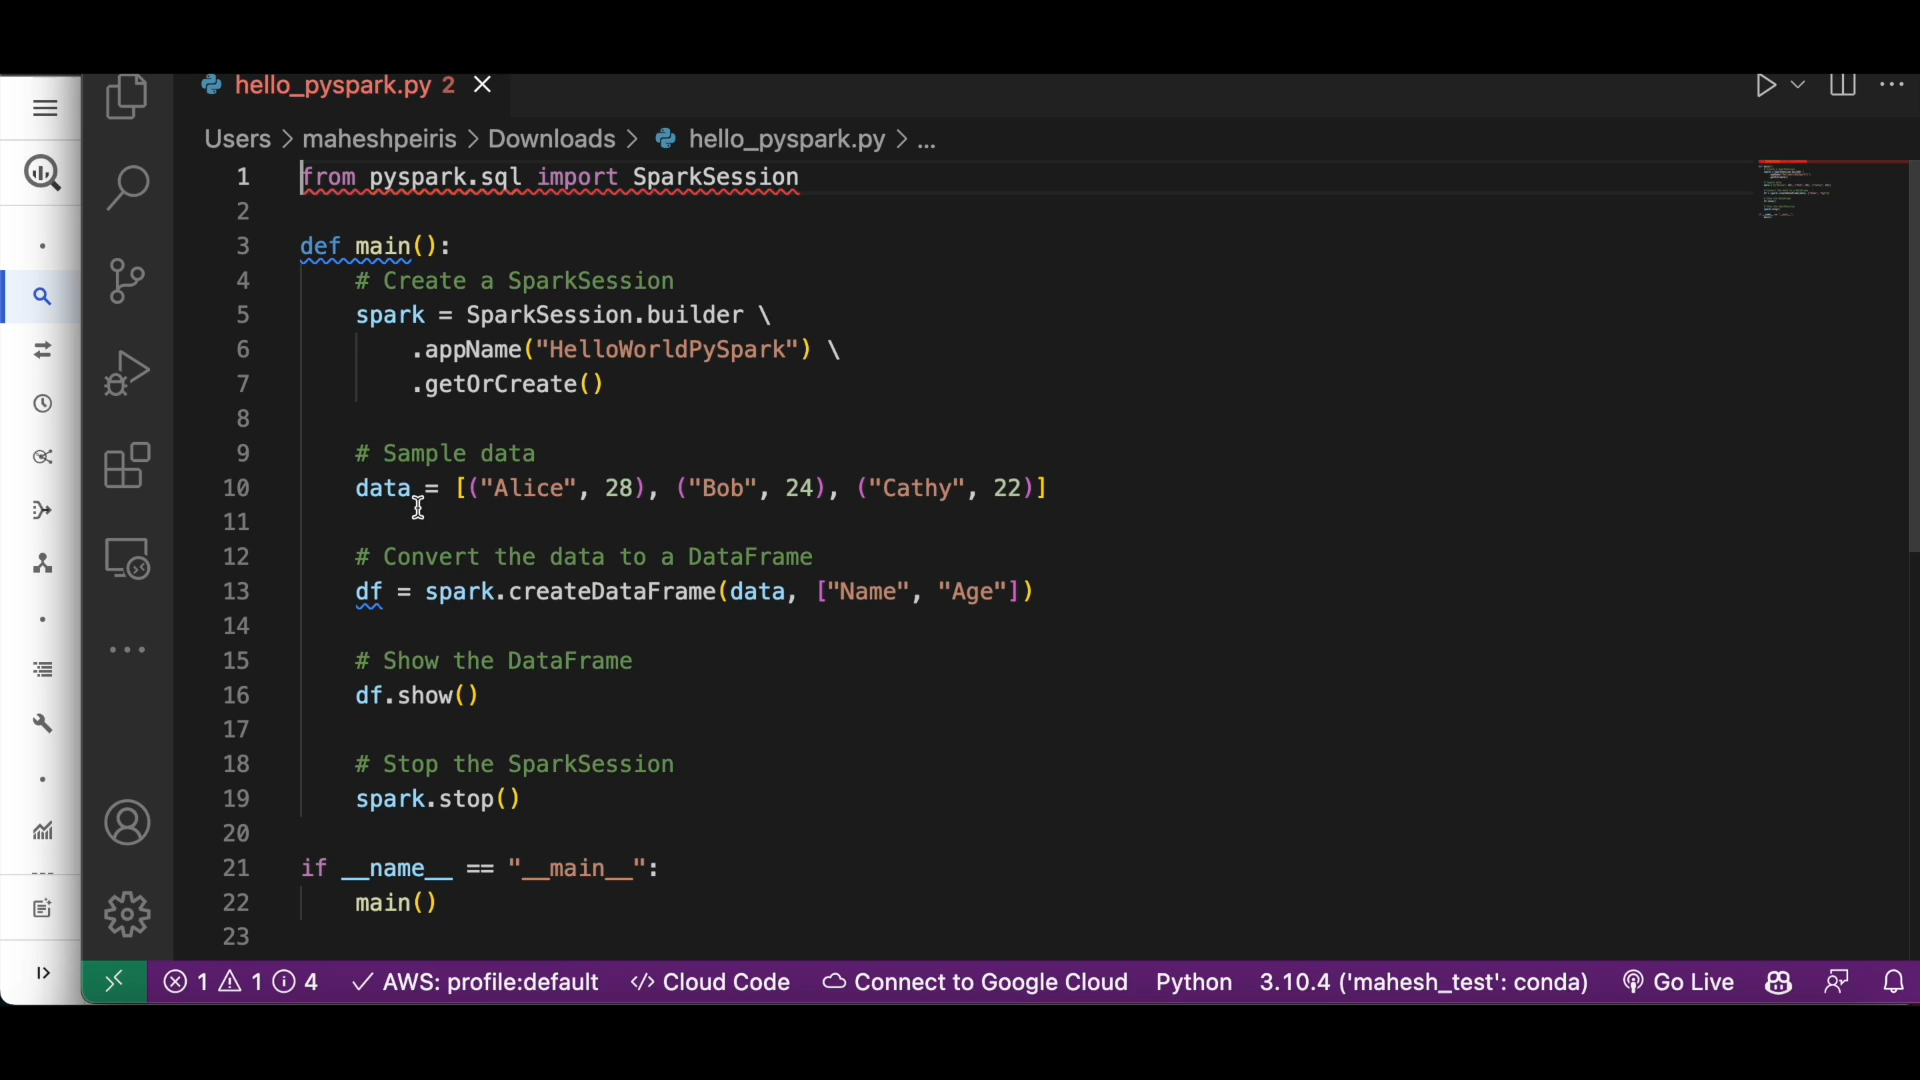 hello_pyspark.py 2
Users > maheshpeiris > Downloads > hello_pyspark.py > ...
1 from pyspark.sql import SparkSession
2
3 def main():
4 # Create a SparkSession
5 spark = SparkSession.builder \
6 .appName("HelloWorldPySpark") \
7 .getOrCreate()
8
9 # Sample data
10 data = [("Alice", 28), ("Bob", 24), ("Cathy", 22)]
11
12 # Convert the data to a DataFrame
13 df = spark.createDataFrame(data, ["Name", "Age"])
14
15 # Show the DataFrame
16 df.show()
17
18 # Stop the SparkSession
19 spark.stop()
20
21 if __name__ == "__main__":
22 main()
23
1 1 4 AWS: profile:default </> Cloud Code Connect to Google Cloud Python 3.10.4 ('mahesh_test': conda) Go Live